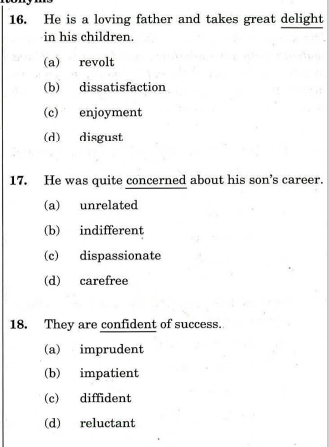 16. He is a loving father and takes great delight
in his children.
(a) revolt
(b) dissatisfaction
(c) enjoyment
(d) disgust
17. He was quite concerned about his son's career.
(a) unrelated
(b) indifferent
(c) dispassionate
(d) carefree
18. They are confident of success.
(a) imprudent
(b) impatient
(c) diffident
(d) reluctant